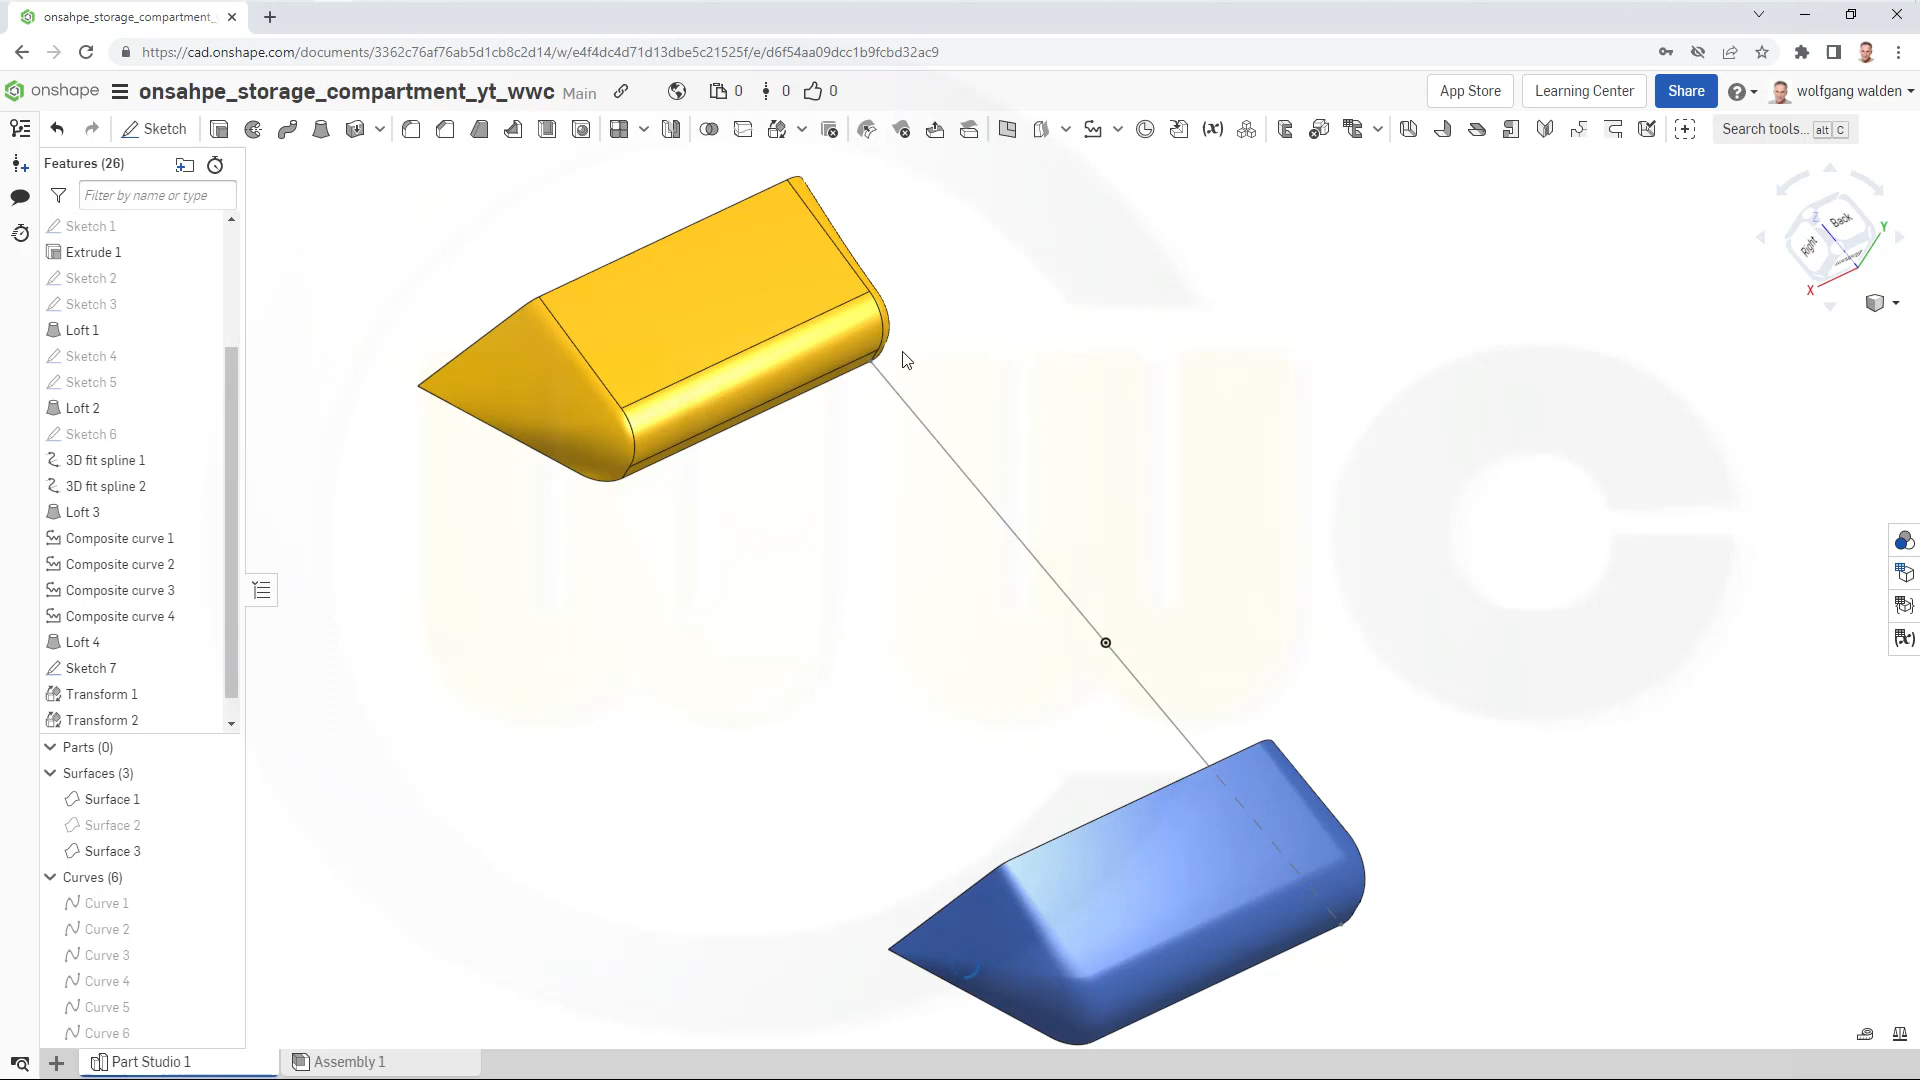 onsahpe_storage_compartment_
https://cad.onshape.com/documents/3362c76af76ab5d1cb8c2d14/w/e4f4dc4d71d13dbe5c21525f/e/d6f54aa09dcc1b9fcbd32ac9
onshape onsahpe_storage_compartment_yt_wwc Main 0 0 0 App Store Learning Center Share wolfgang walden
Sketch Search tools... alt C
Features (26)
Filter by name or type
Sketch 1
Extrude 1
Sketch 2
Sketch 3
Loft 1
Sketch 4
Sketch 5
Loft 2
Sketch 6
3D fit spline 1
3D fit spline 2
Loft 3
Composite curve 1
Composite curve 2
Composite curve 3
Composite curve 4
Loft 4
Sketch 7
Transform 1
Transform 2
Parts (0)
Surfaces (3)
Surface 1
Surface 2
Surface 3
Curves (6)
Curve 1
Curve 2
Curve 3
Curve 4
Curve 5
Curve 6
Z Back Y
Right
X
wwc
Part Studio 1 Assembly 1